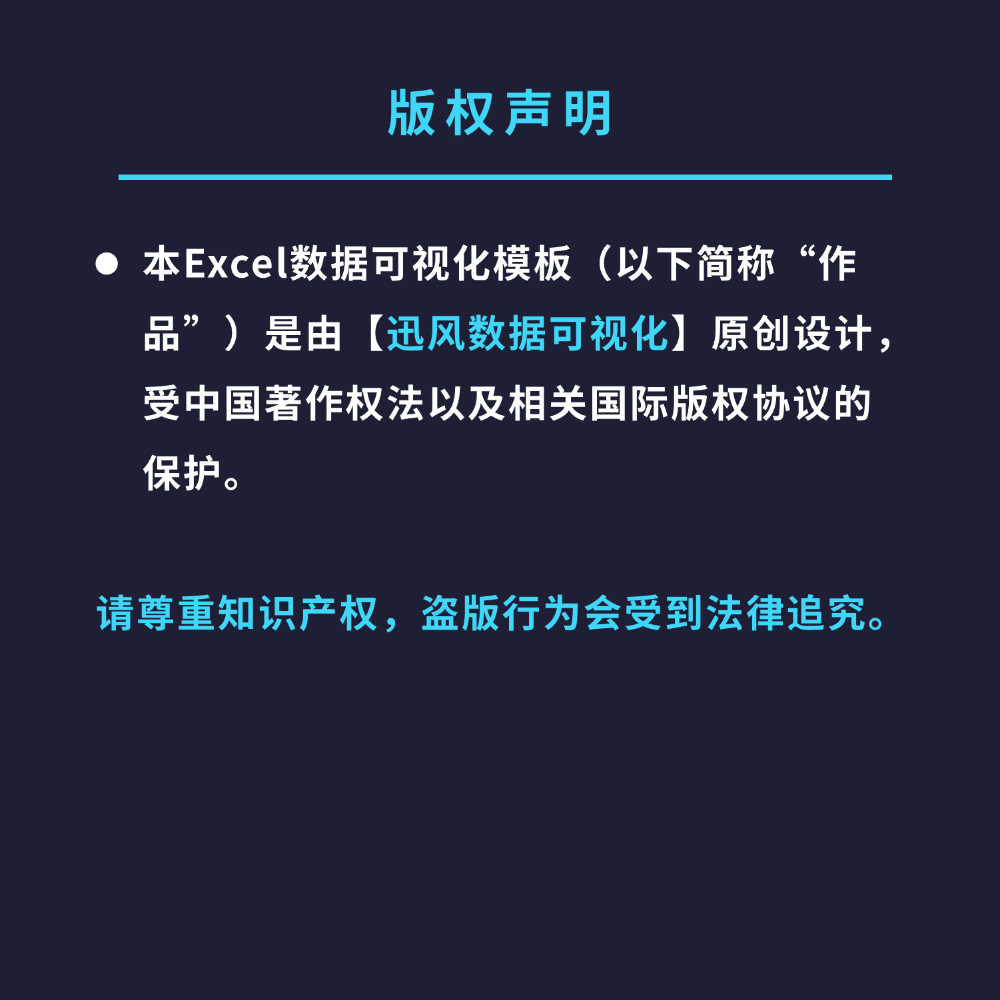 版权声明
● 本Excel数据可视化模板（以下简称“作
品”）是由【迅风数据可视化】原创设计，
受中国著作权法以及相关国际版权协议的
保护。
请尊重知识产权，盗版行为会受到法律追究。